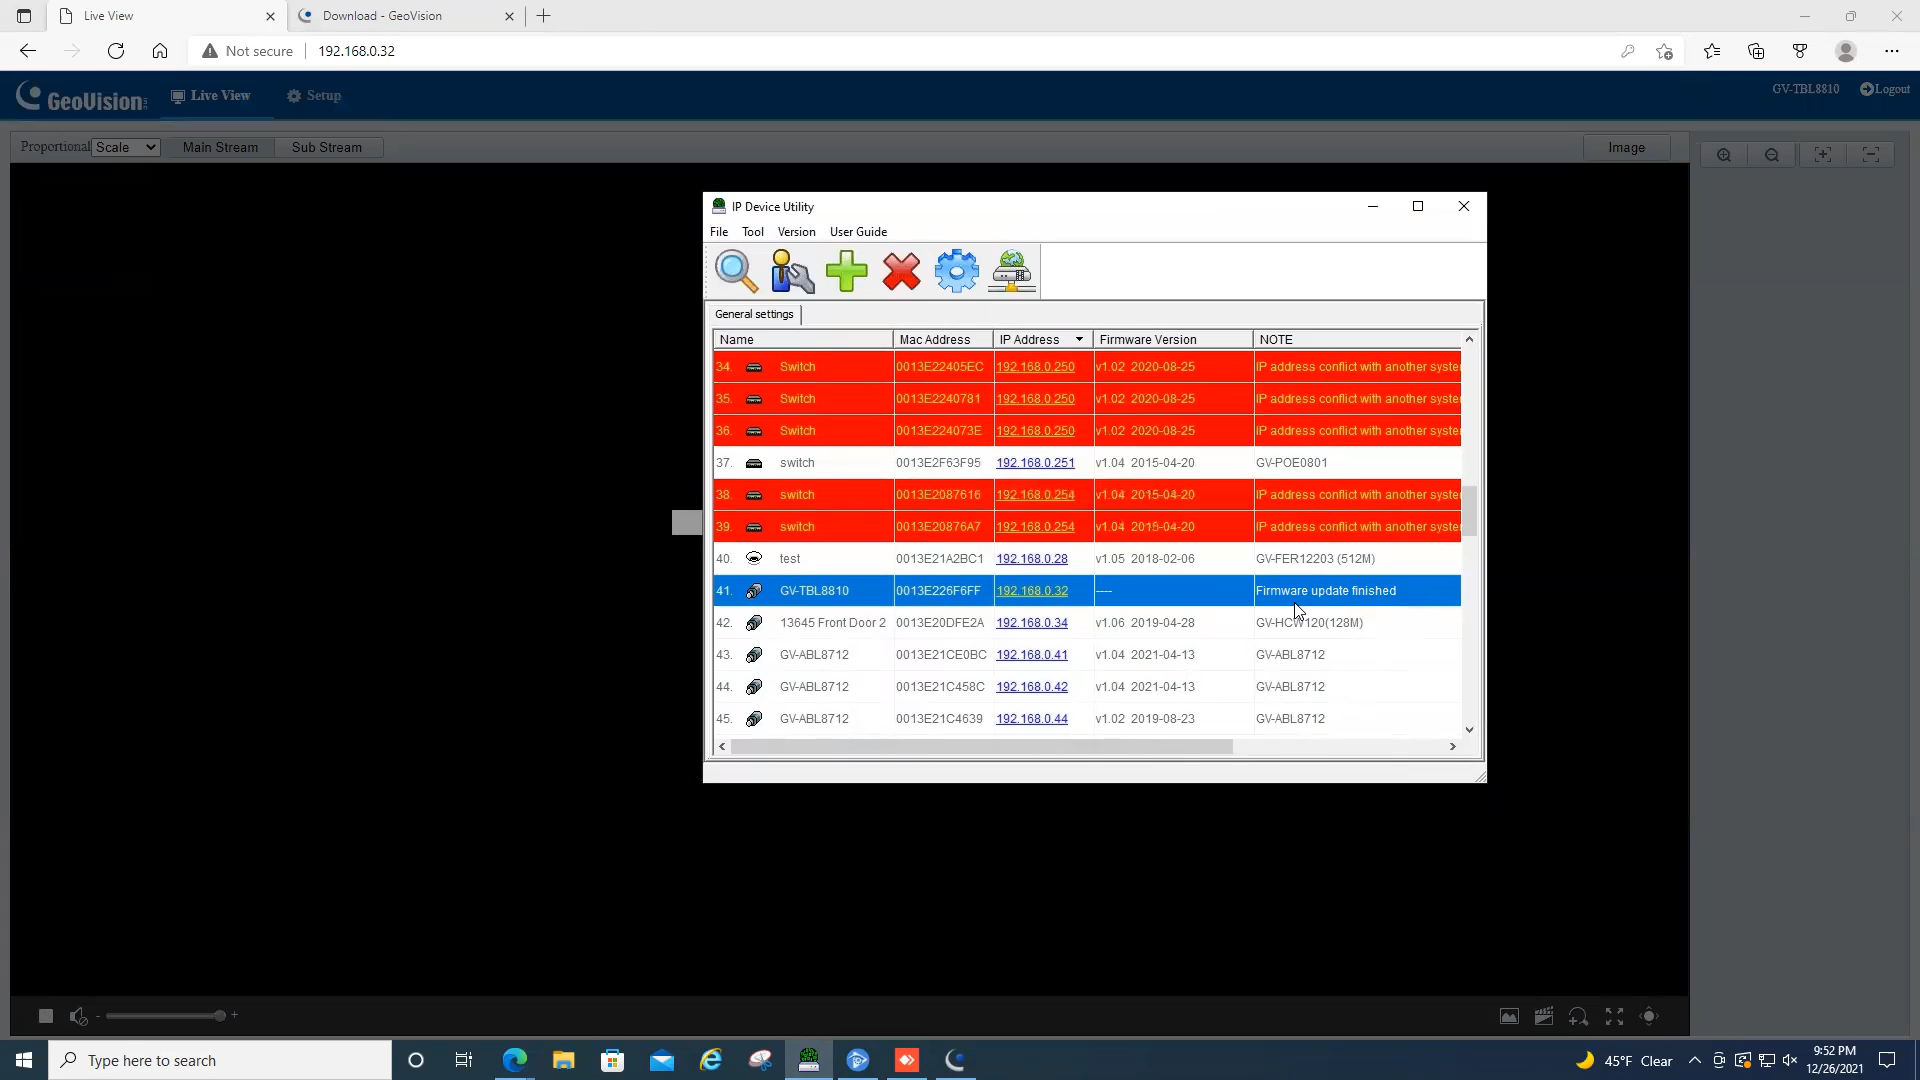 Live View
Download - GeoVision
Not secure
192.168.0.32
GeoVision
Live View
Setup
GV-TBL8810
Logout
Proportional
Scale
Main Stream
Sub Stream
Image
IP Device Utility
File Tool Version User Guide
General settings
Name Mac Address IP Address Firmware Version NOTE
34. Switch 0013E22405EC 192.168.0.250 v1.02 2020-08-25 IP address conflict with another syste
35. Switch 0013E2240781 192.168.0.250 v1.02 2020-08-25 IP address conflict with another syste
36. Switch 0013E224073E 192.168.0.250 v1.02 2020-08-25 IP address conflict with another syste
37. switch 0013E2F63F95 192.168.0.251 v1.04 2015-04-20 GV-POE0801
38. switch 0013E2087616 192.168.0.254 v1.04 2015-04-20 IP address conflict with another syste
39. switch 0013E20876A7 192.168.0.254 v1.04 2015-04-20 IP address conflict with another syste
40. test 0013E21A2BC1 192.168.0.28 v1.05 2018-02-06 GV-FER12203 (512M)
41. GV-TBL8810 0013E226F6FF 192.168.0.32 ---- Firmware update finished
42. 13645 Front Door 2 0013E20DFE2A 192.168.0.34 v1.06 2019-04-28 GV-HCW120(128M)
43. GV-ABL8712 0013E21CE0BC 192.168.0.41 v1.04 2021-04-13 GV-ABL8712
44. GV-ABL8712 0013E21C458C 192.168.0.42 v1.04 2021-04-13 GV-ABL8712
45. GV-ABL8712 0013E21C4639 192.168.0.44 v1.02 2019-08-23 GV-ABL8712
- +
Type here to search
45°F Clear
9:52 PM
12/26/2021